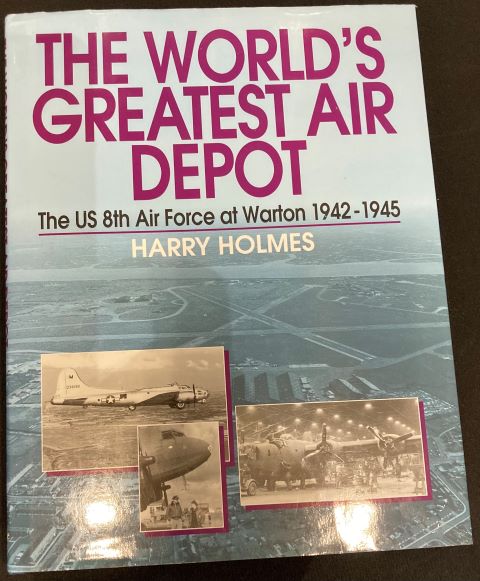 THE WORLD'S
GREATEST AIR
DEPOT
The US 8th Air Force at Warton 1942-1945
HARRY HOLMES